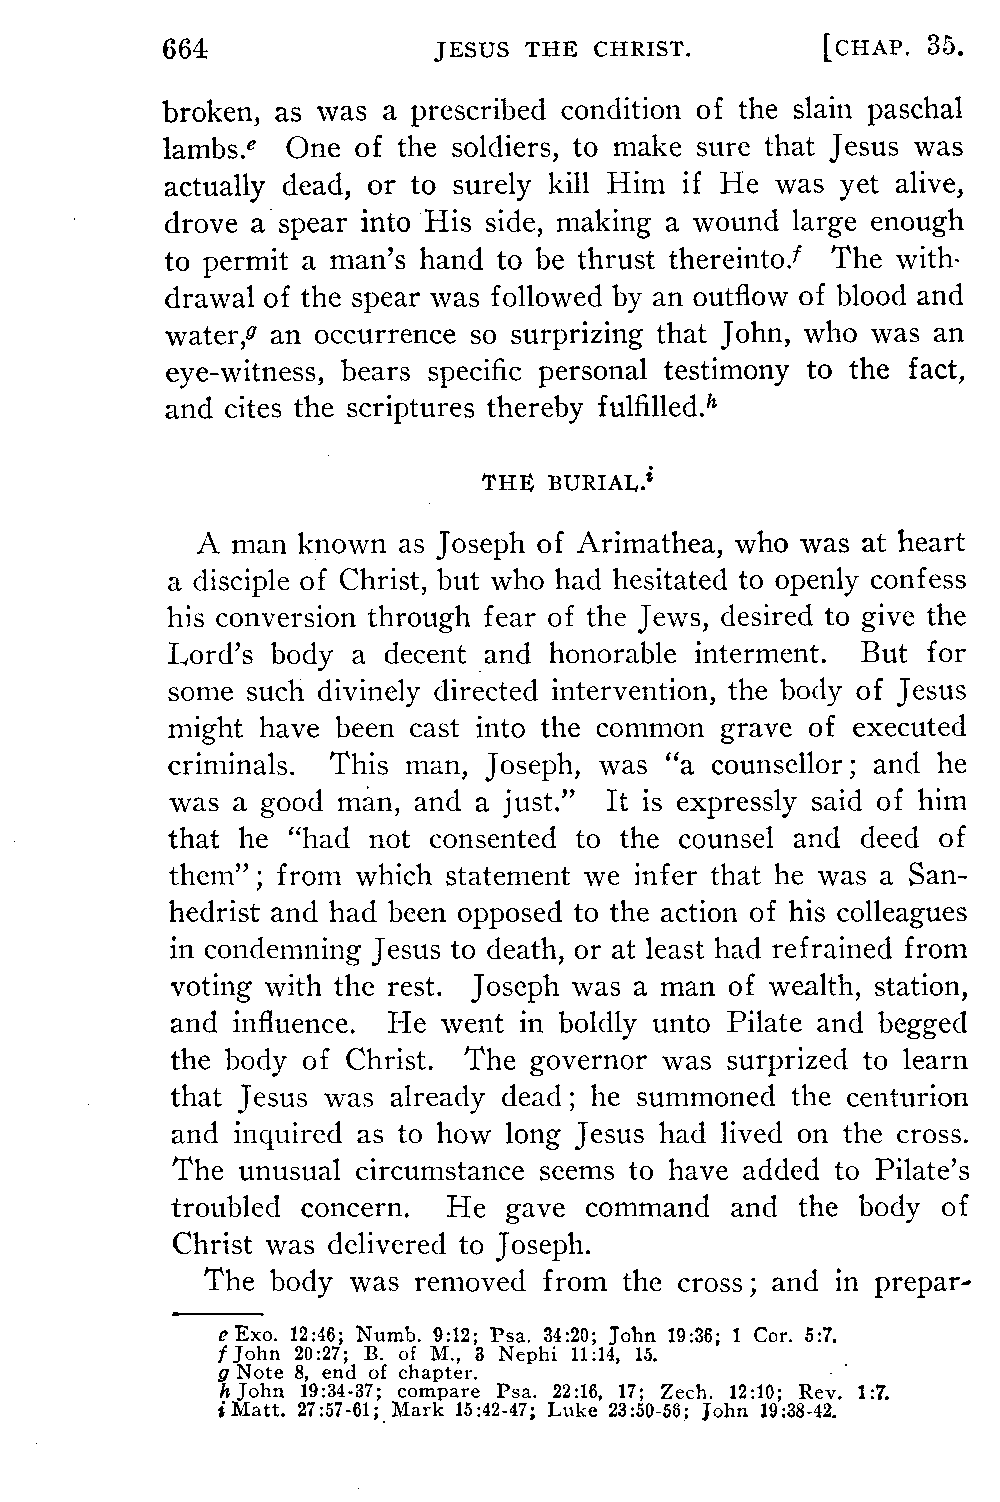 664 JESUS THE CHRIST. [CHAP. 35.
broken, as was a prescribed condition of the slain paschal
lambs.e One of the soldiers, to make sure that Jesus was
actually dead, or to surely kill Him if He was yet alive,
drove a spear into His side, making a wound large enough
to permit a man's hand to be thrust thereinto.f The with-
drawal of the spear was followed by an outflow of blood and
water,g an occurrence so surprizing that John, who was an
eye-witness, bears specific personal testimony to the fact,
and cites the scriptures thereby fulfilled.h
THE BURIAL.i
A man known as Joseph of Arimathea, who was at heart
a disciple of Christ, but who had hesitated to openly confess
his conversion through fear of the Jews, desired to give the
Lord's body a decent and honorable interment. But for
some such divinely directed intervention, the body of Jesus
might have been cast into the common grave of executed
criminals. This man, Joseph, was "a counsellor; and he
was a good man, and a just." It is expressly said of him
that he "had not consented to the counsel and deed of
them"; from which statement we infer that he was a San-
hedrist and had been opposed to the action of his colleagues
in condemning Jesus to death, or at least had refrained from
voting with the rest. Joseph was a man of wealth, station,
and influence. He went in boldly unto Pilate and begged
the body of Christ. The governor was surprized to learn
that Jesus was already dead; he summoned the centurion
and inquired as to how long Jesus had lived on the cross.
The unusual circumstance seems to have added to Pilate's
troubled concern. He gave command and the body of
Christ was delivered to Joseph.
The body was removed from the cross; and in prepar-
e Exo. 12:46; Numb. 9:12; Psa. 34:20; John 19:36; 1 Cor. 5:7.
f John 20:27; B. of M., 3 Nephi 11:14, 15.
g Note 8, end of chapter.
h John 19:34-37; compare Psa. 22:16, 17; Zech. 12:10; Rev. 1:7.
i Matt. 27:57-61; Mark 15:42-47; Luke 23:50-56; John 19:38-42.